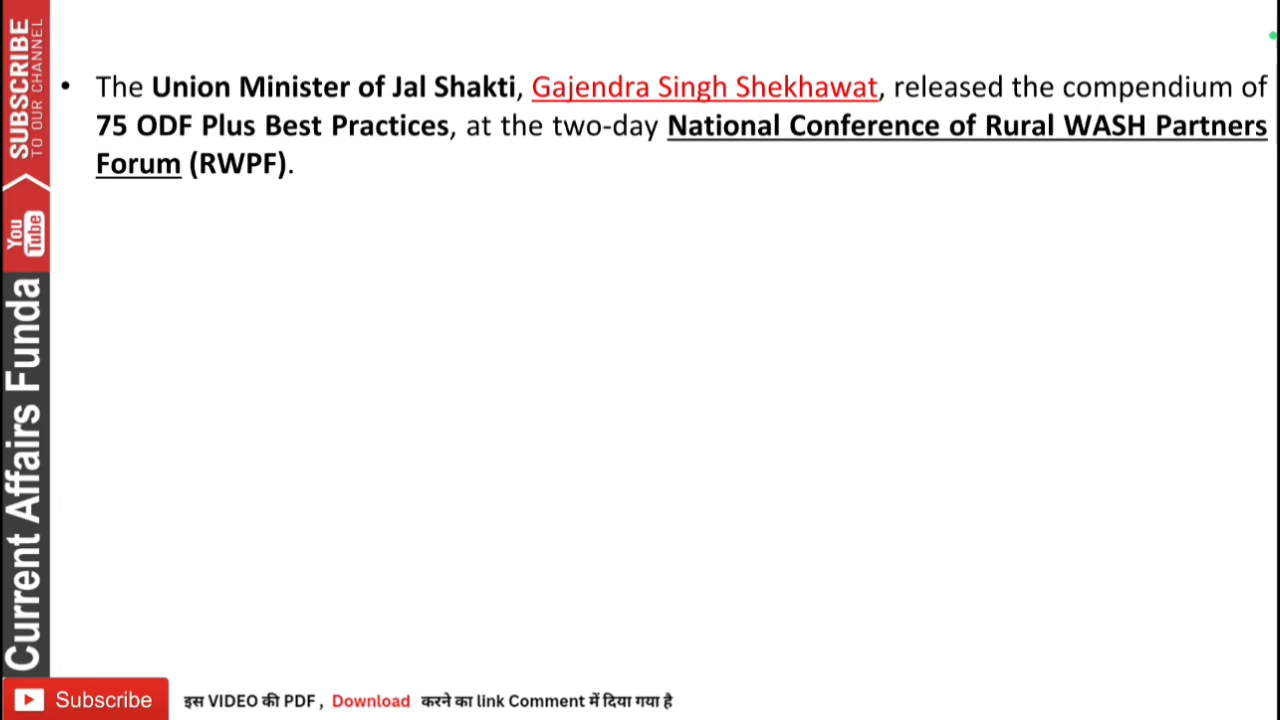 SUBSCRIBE
TO OUR CHANNEL
You
Tube
Current Affairs Funda
• The Union Minister of Jal Shakti, Gajendra Singh Shekhawat, released the compendium of
75 ODF Plus Best Practices, at the two-day National Conference of Rural WASH Partners
Forum (RWPF).
Subscribe
इस VIDEO की PDF , Download करने का link Comment में दिया गया है